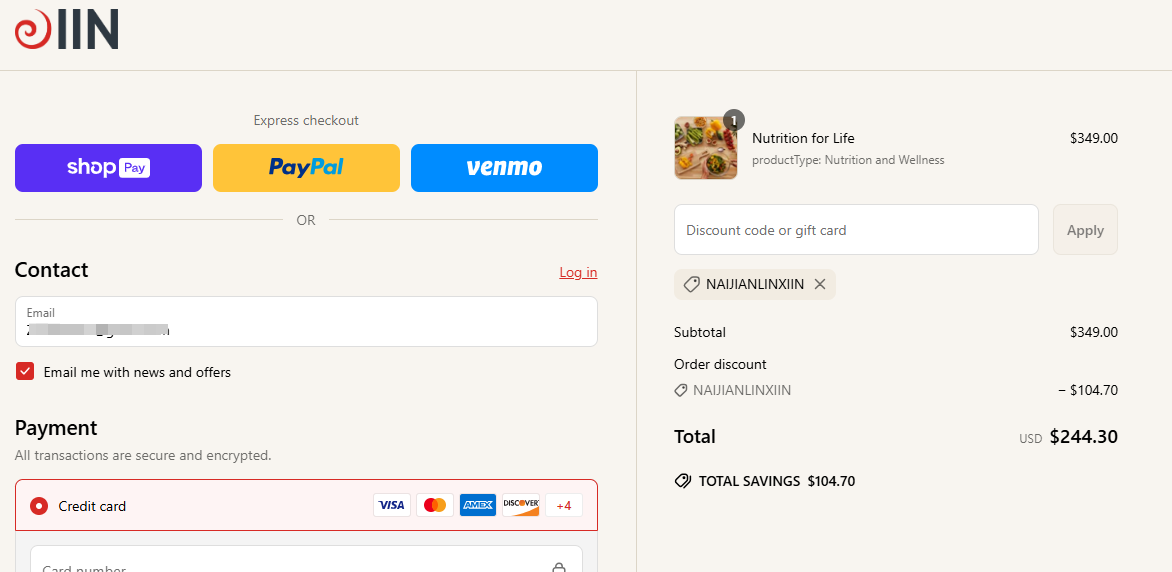 IIN
Express checkout
shop Pay
PayPal
venmo
OR
Contact
Log in
Email
Email me with news and offers
Payment
All transactions are secure and encrypted.
Credit card
VISA
AMEX
DISCOVER
+4
Card number
1
Nutrition for Life
$349.00
productType: Nutrition and Wellness
Discount code or gift card
Apply
NAIJIANLINXIIN
Subtotal
$349.00
Order discount
NAIJIANLINXIIN
− $104.70
Total
USD $244.30
TOTAL SAVINGS $104.70